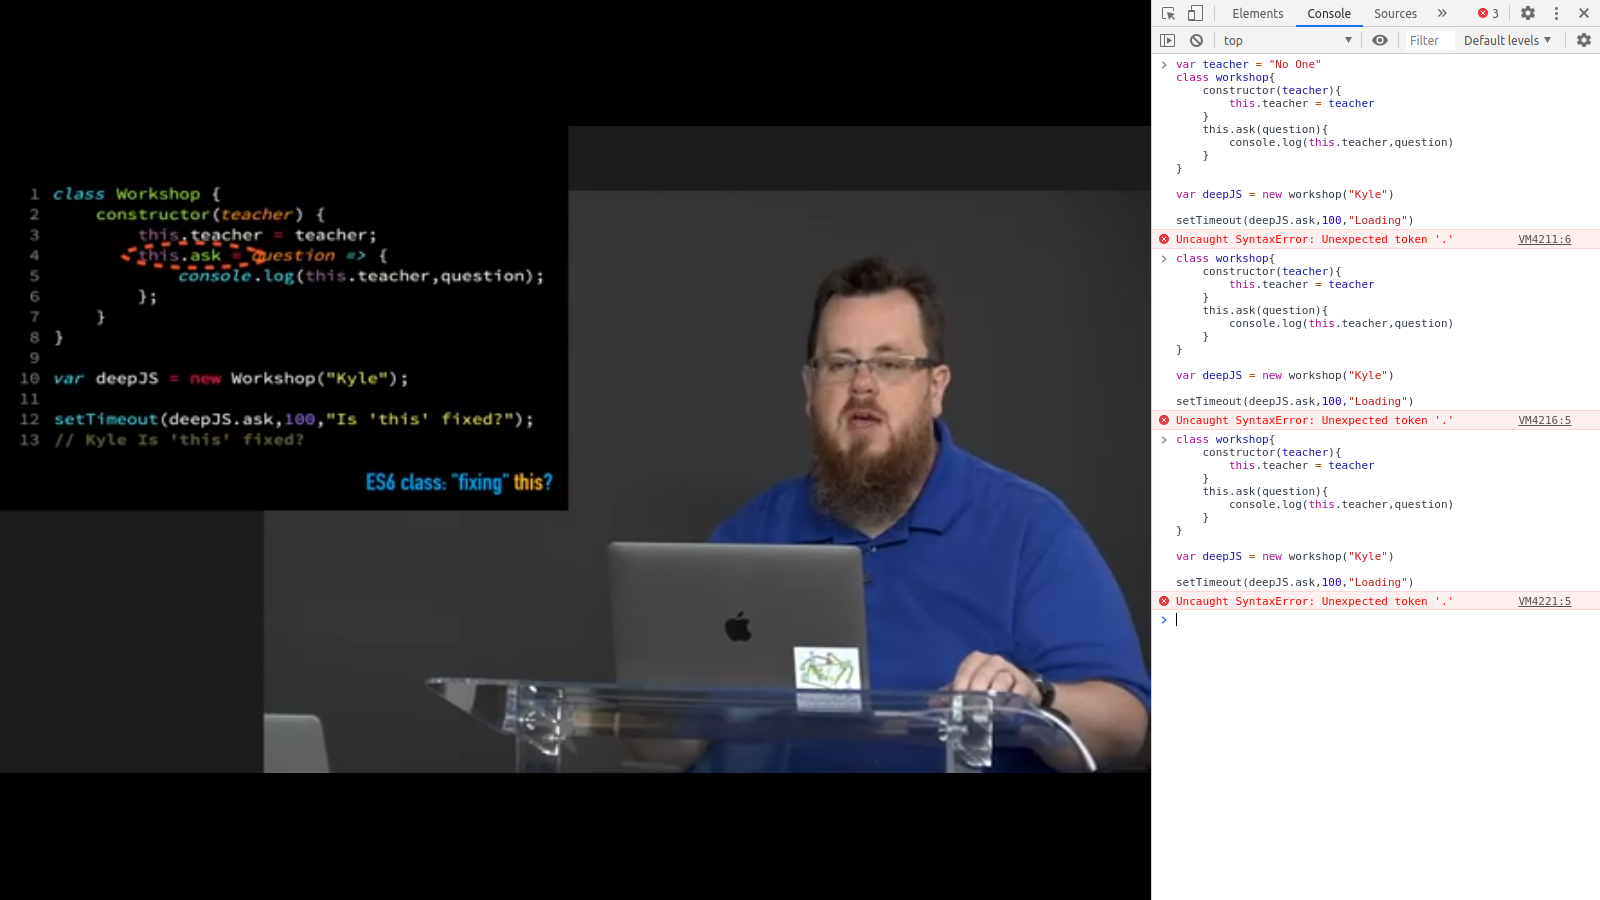 1 class Workshop {
2 constructor(teacher) {
3 this.teacher = teacher;
4 this.ask = question => {
5 console.log(this.teacher,question);
6 };
7 }
8 }
9
10 var deepJS = new Workshop("Kyle");
11
12 setTimeout(deepJS.ask,100,"Is 'this' fixed?");
13 // Kyle Is 'this' fixed?
ES6 class: "fixing" this?
Elements Console Sources » 3
top Filter Default levels
> var teacher = "No One"
class workshop{
constructor(teacher){
this.teacher = teacher
}
this.ask(question){
console.log(this.teacher,question)
}
}
var deepJS = new workshop("Kyle")
setTimeout(deepJS.ask,100,"Loading")
Uncaught SyntaxError: Unexpected token '.' VM4211:6
> class workshop{
constructor(teacher){
this.teacher = teacher
}
this.ask(question){
console.log(this.teacher,question)
}
}
var deepJS = new workshop("Kyle")
setTimeout(deepJS.ask,100,"Loading")
Uncaught SyntaxError: Unexpected token '.' VM4216:5
> class workshop{
constructor(teacher){
this.teacher = teacher
}
this.ask(question){
console.log(this.teacher,question)
}
}
var deepJS = new workshop("Kyle")
setTimeout(deepJS.ask,100,"Loading")
Uncaught SyntaxError: Unexpected token '.' VM4221:5
>